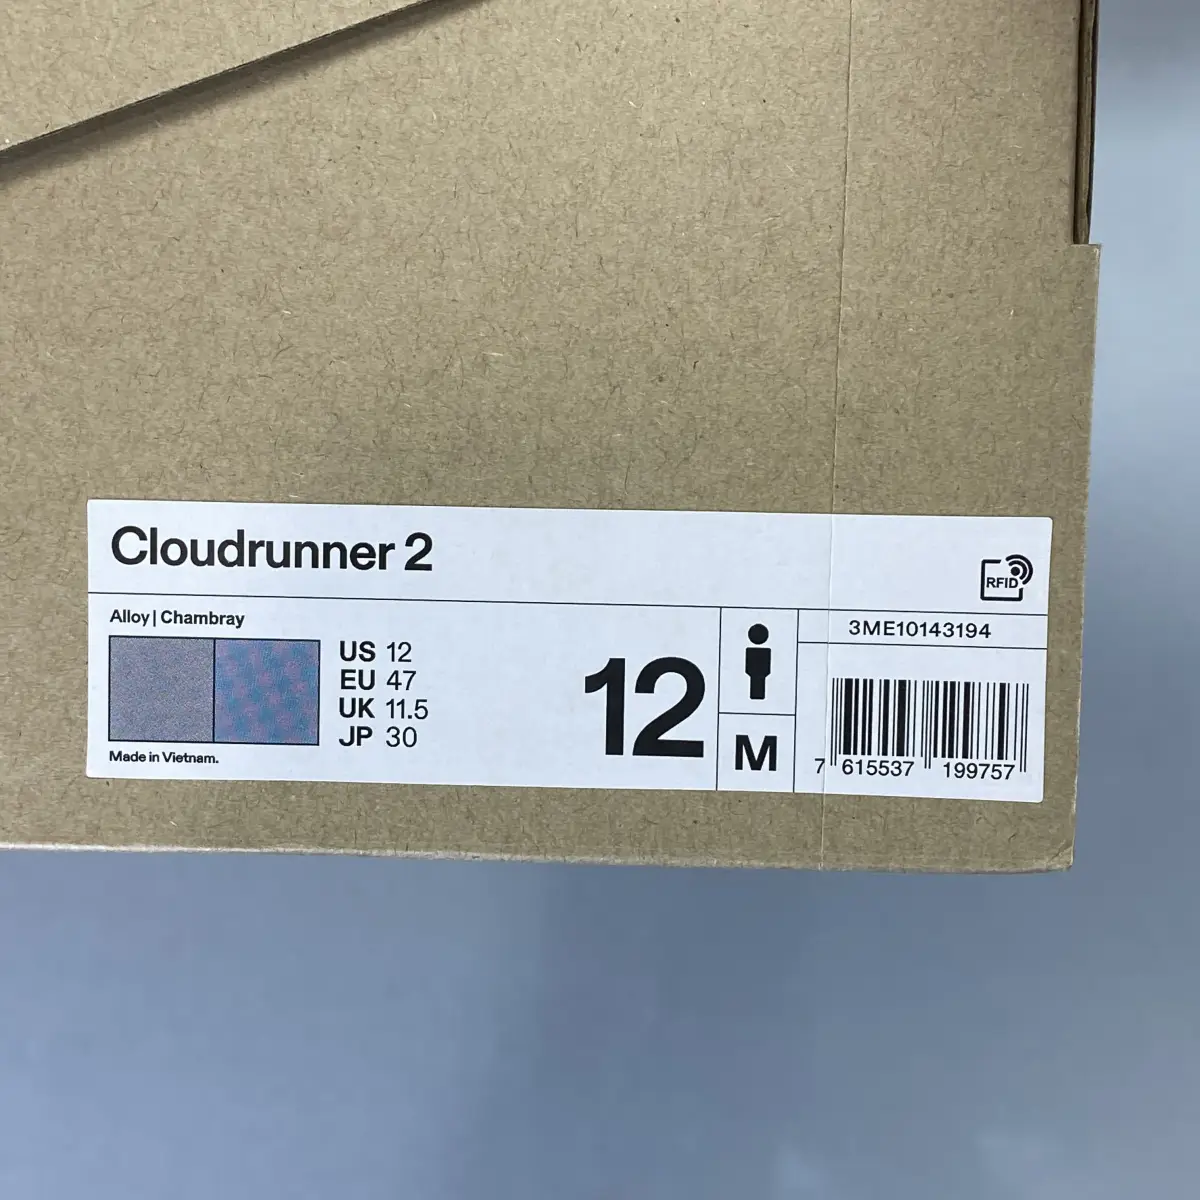 Cloudrunner 2
RFID
Alloy | Chambray
US 12
EU 47
UK 11.5
JP 30
Made in Vietnam.
12
M
3ME10143194
7 615537 199757